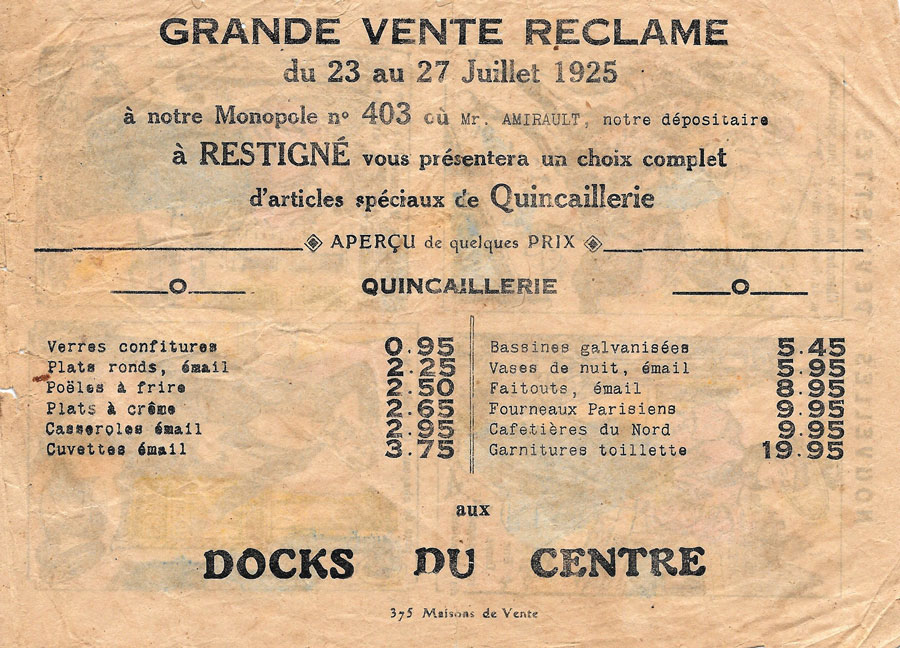 GRANDE VENTE RECLAME
du 23 au 27 Juillet 1925
à notre Monopole nº 403 où Mr. AMIRAULT, notre dépositaire
à RESTIGNÉ vous présentera un choix complet
d'articles spéciaux de Quincaillerie
APERÇU de quelques PRIX
O QUINCAILLERIE O
Verres confitures 0.95
Plats ronds, émail 2.25
Poëles à frire 2.50
Plats à crême 2.65
Casseroles émail 2.95
Cuvettes émail 3.75
Bassines galvanisées 5.45
Vases de nuit, émail 5.95
Faitouts, émail 8.95
Fourneaux Parisiens 9.95
Cafetières du Nord 9.95
Garnitures toillette 19.95
aux
DOCKS DU CENTRE
375 Maisons de Vente